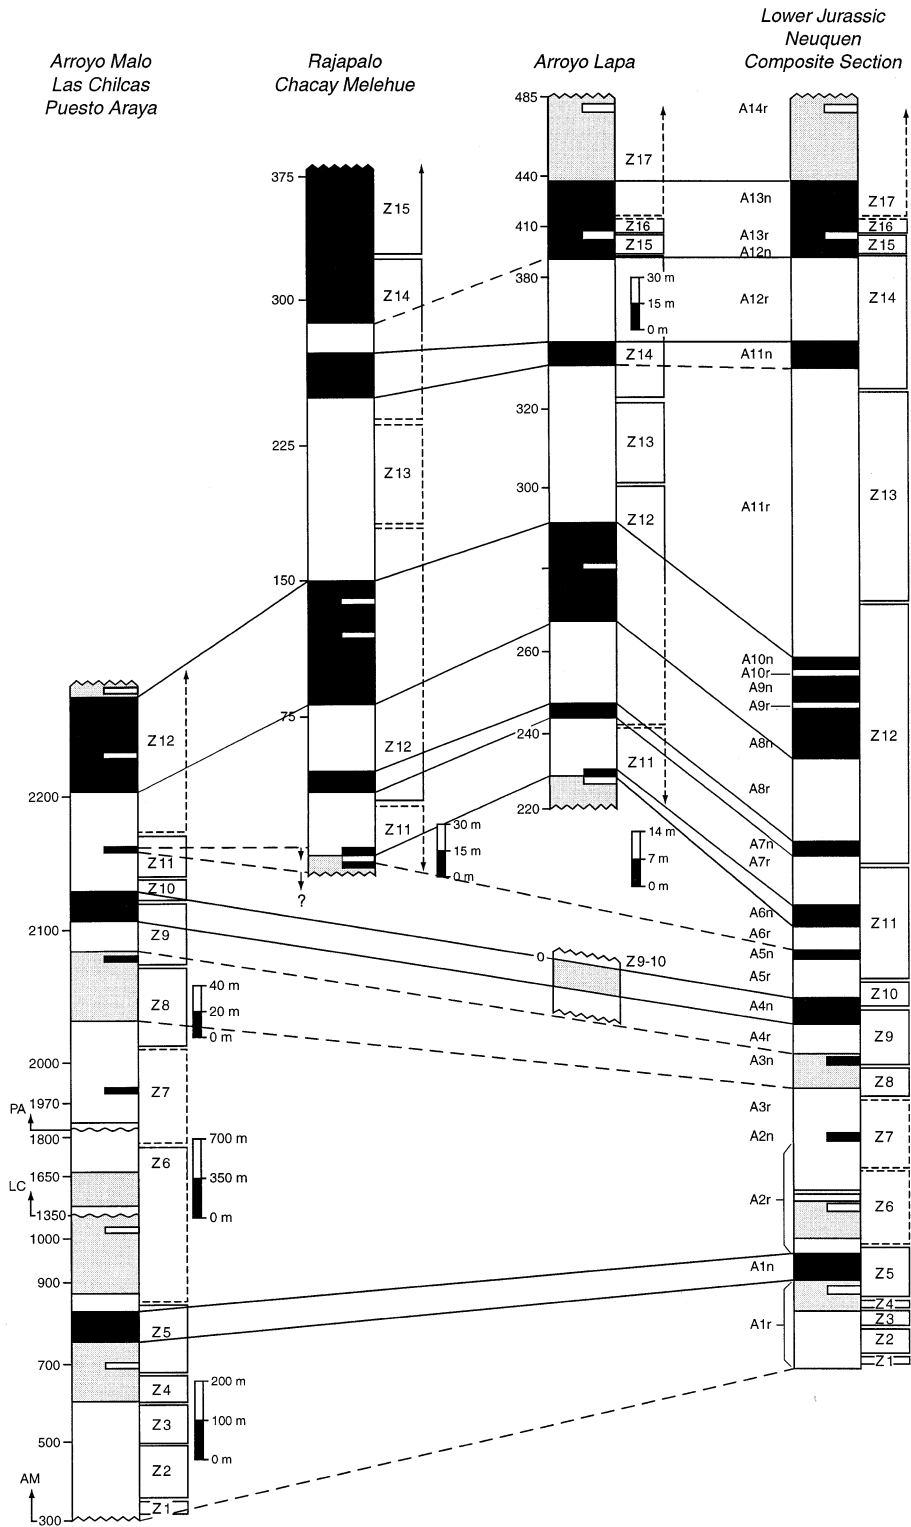 Arroyo Malo
Las Chilcas
Puesto Araya
Rajapalo
Chacay Melehue
Arroyo Lapa
Lower Jurassic
Neuquen
Composite Section
2200
2100
2000
1970
PA
1800
1650
LC
1350
1000
900
700
500
AM
300
Z12
Z11
Z10
Z9
Z8
Z7
Z6
Z5
Z4
Z3
Z2
Z1
40 m
20 m
0 m
700 m
350 m
0 m
200 m
100 m
0 m
375
300
225
150
75
Z15
Z14
Z13
Z12
Z11
?
30 m
15 m
0 m
485
440
410
380
320
300
260
240
220
0
Z17
Z16
Z15
Z14
Z13
Z12
Z11
Z9-10
30 m
15 m
0 m
14 m
7 m
0 m
A14r
A13n
A13r
A12n
A12r
A11n
A11r
A10n
A10r
A9n
A9r
A8n
A8r
A7n
A7r
A6n
A6r
A5n
A5r
A4n
A4r
A3n
A3r
A2n
A2r
A1n
A1r
Z17
Z16
Z15
Z14
Z13
Z12
Z11
Z10
Z9
Z8
Z7
Z6
Z5
Z4
Z3
Z2
Z1